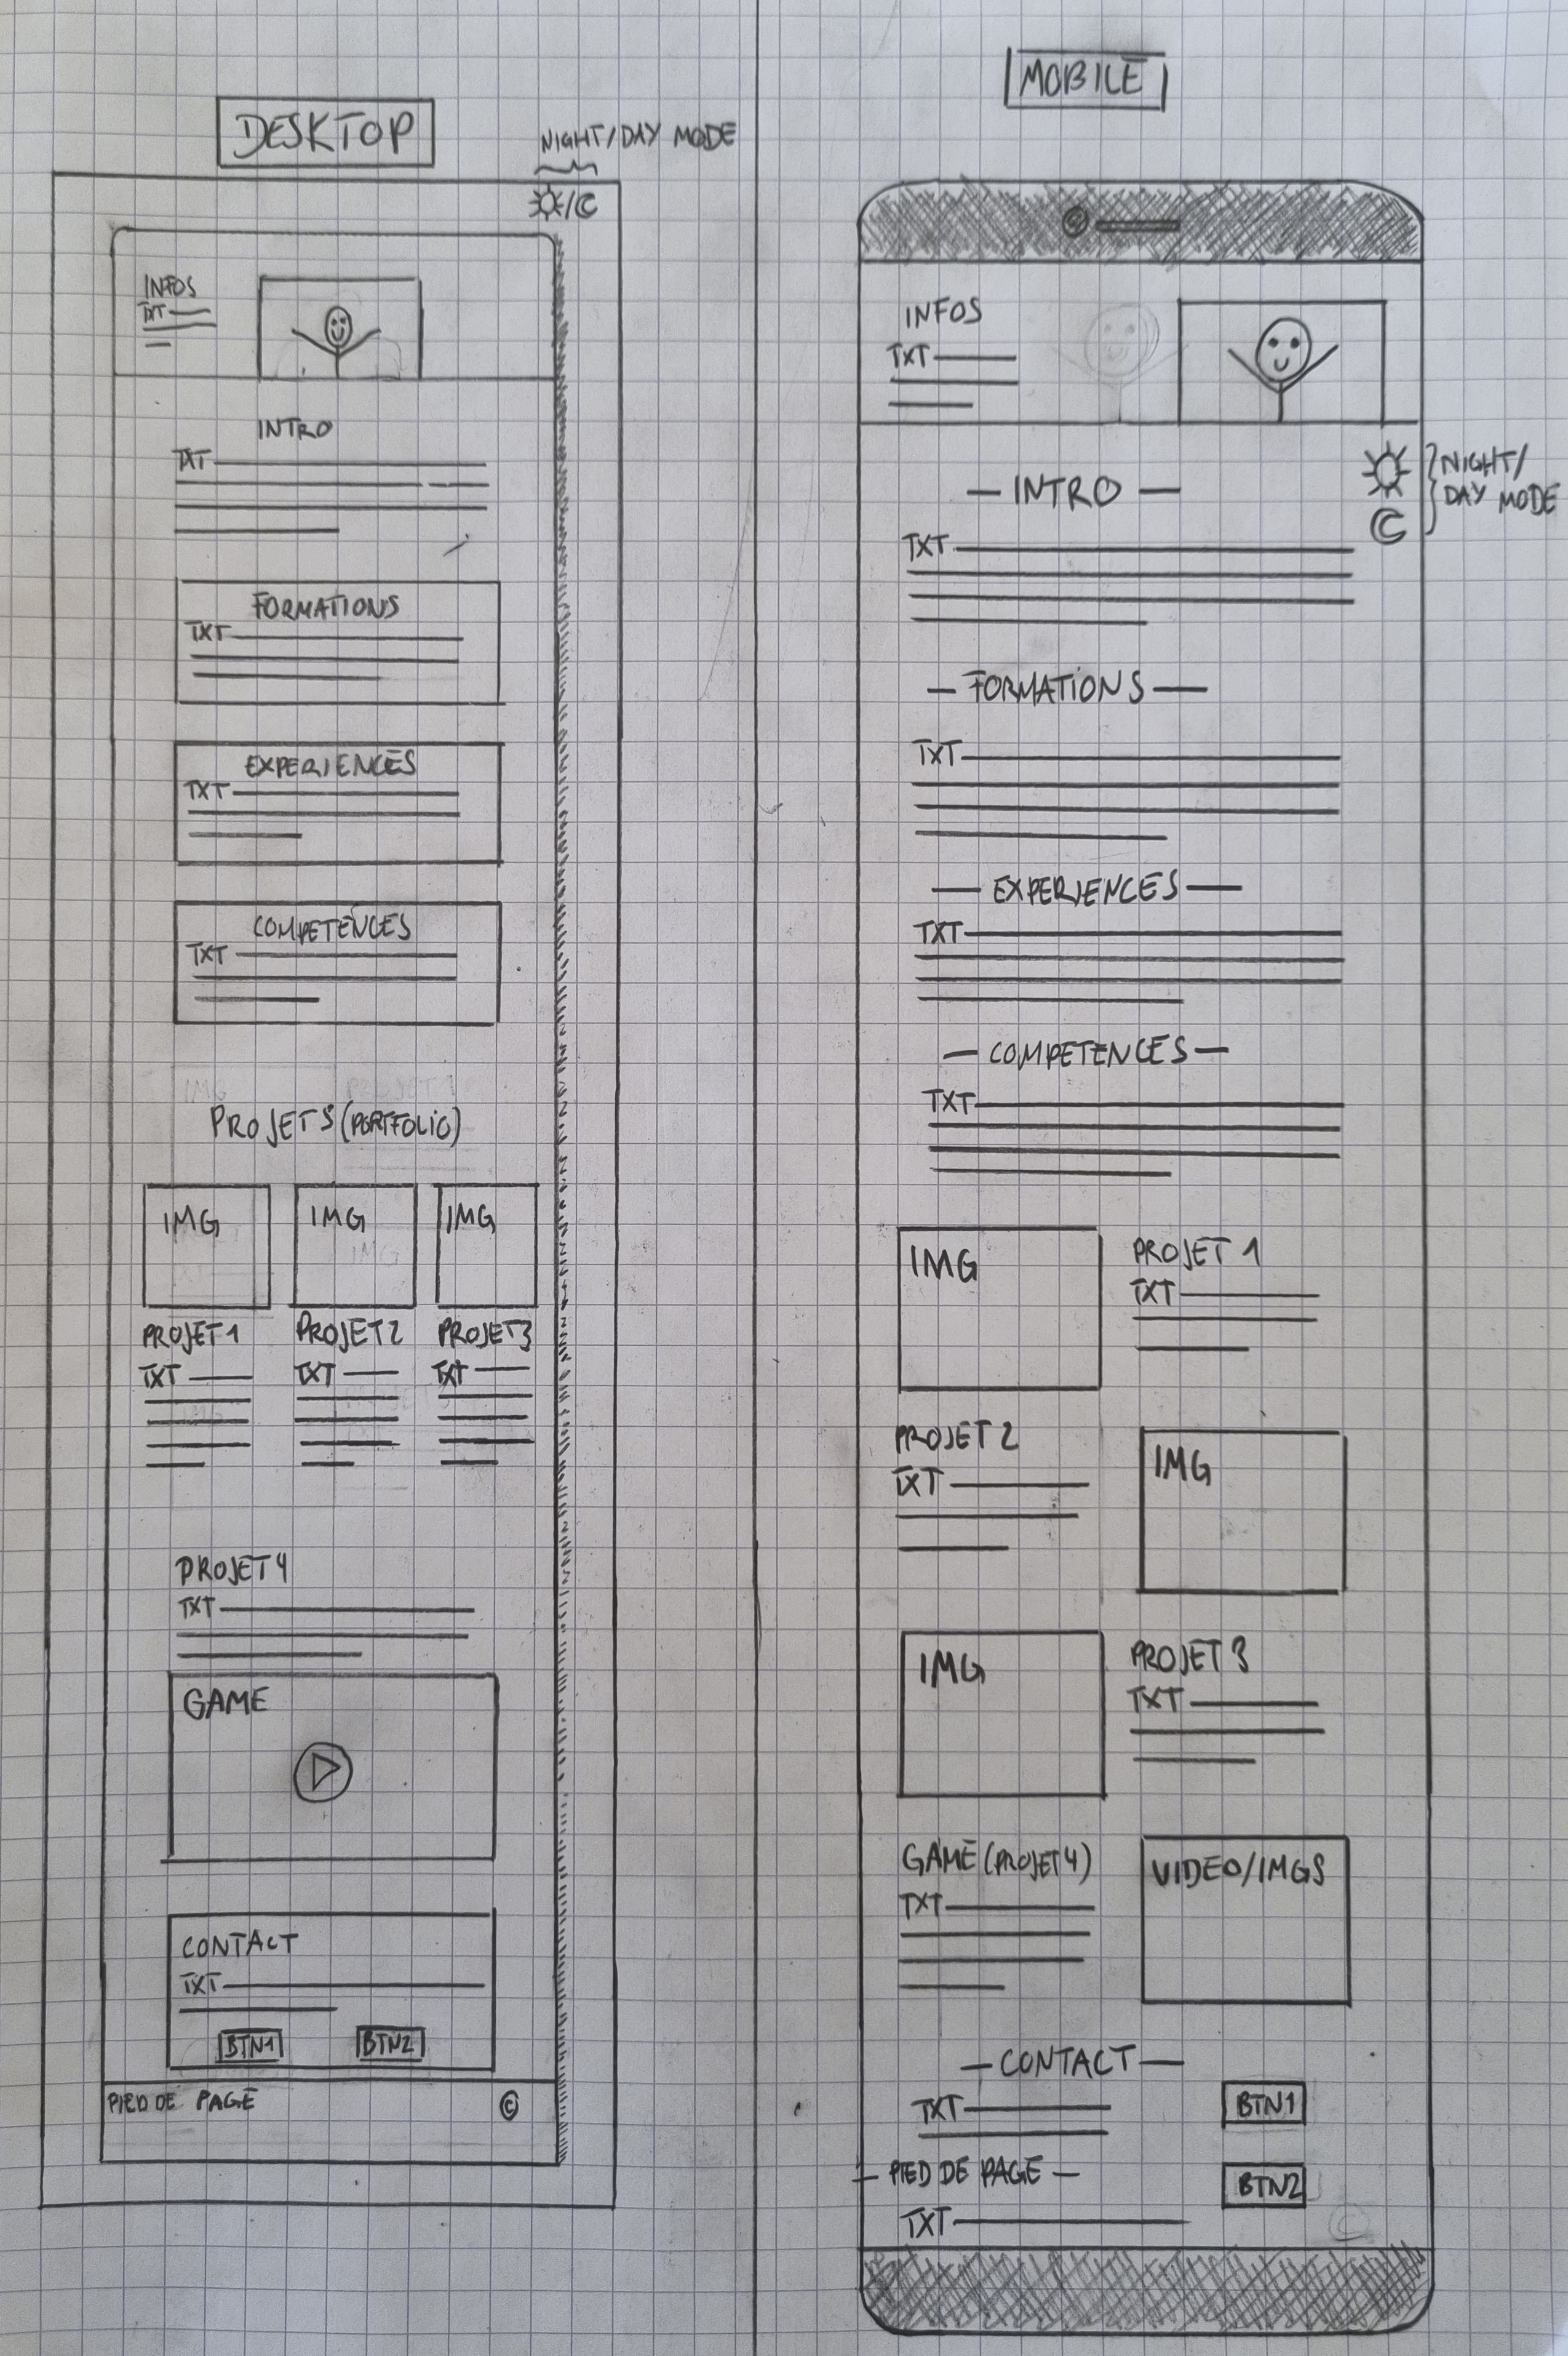 DESKTOP
NIGHT/DAY MODE
INFOS
TXT
INTRO
TXT
FORMATIONS
TXT
EXPERIENCES
TXT
COMPETENCES
TXT
PROJETS (PORTFOLIO)
IMG IMG IMG
PROJET 1 PROJET 2 PROJET 3
TXT TXT TXT
PROJET 4
TXT
GAME
CONTACT
TXT
BTN1 BTN2
PIED DE PAGE ©
MOBILE
INFOS
TXT
NIGHT/
DAY MODE
— INTRO —
TXT
— FORMATIONS —
TXT
— EXPERIENCES —
TXT
— COMPETENCES —
TXT
IMG
PROJET 1
TXT
PROJET 2
TXT
IMG
IMG
PROJET 3
TXT
GAME (PROJET 4)
TXT
VIDEO/IMGS
— CONTACT —
TXT
BTN1
— PIED DE PAGE —
BTN2
TXT
©